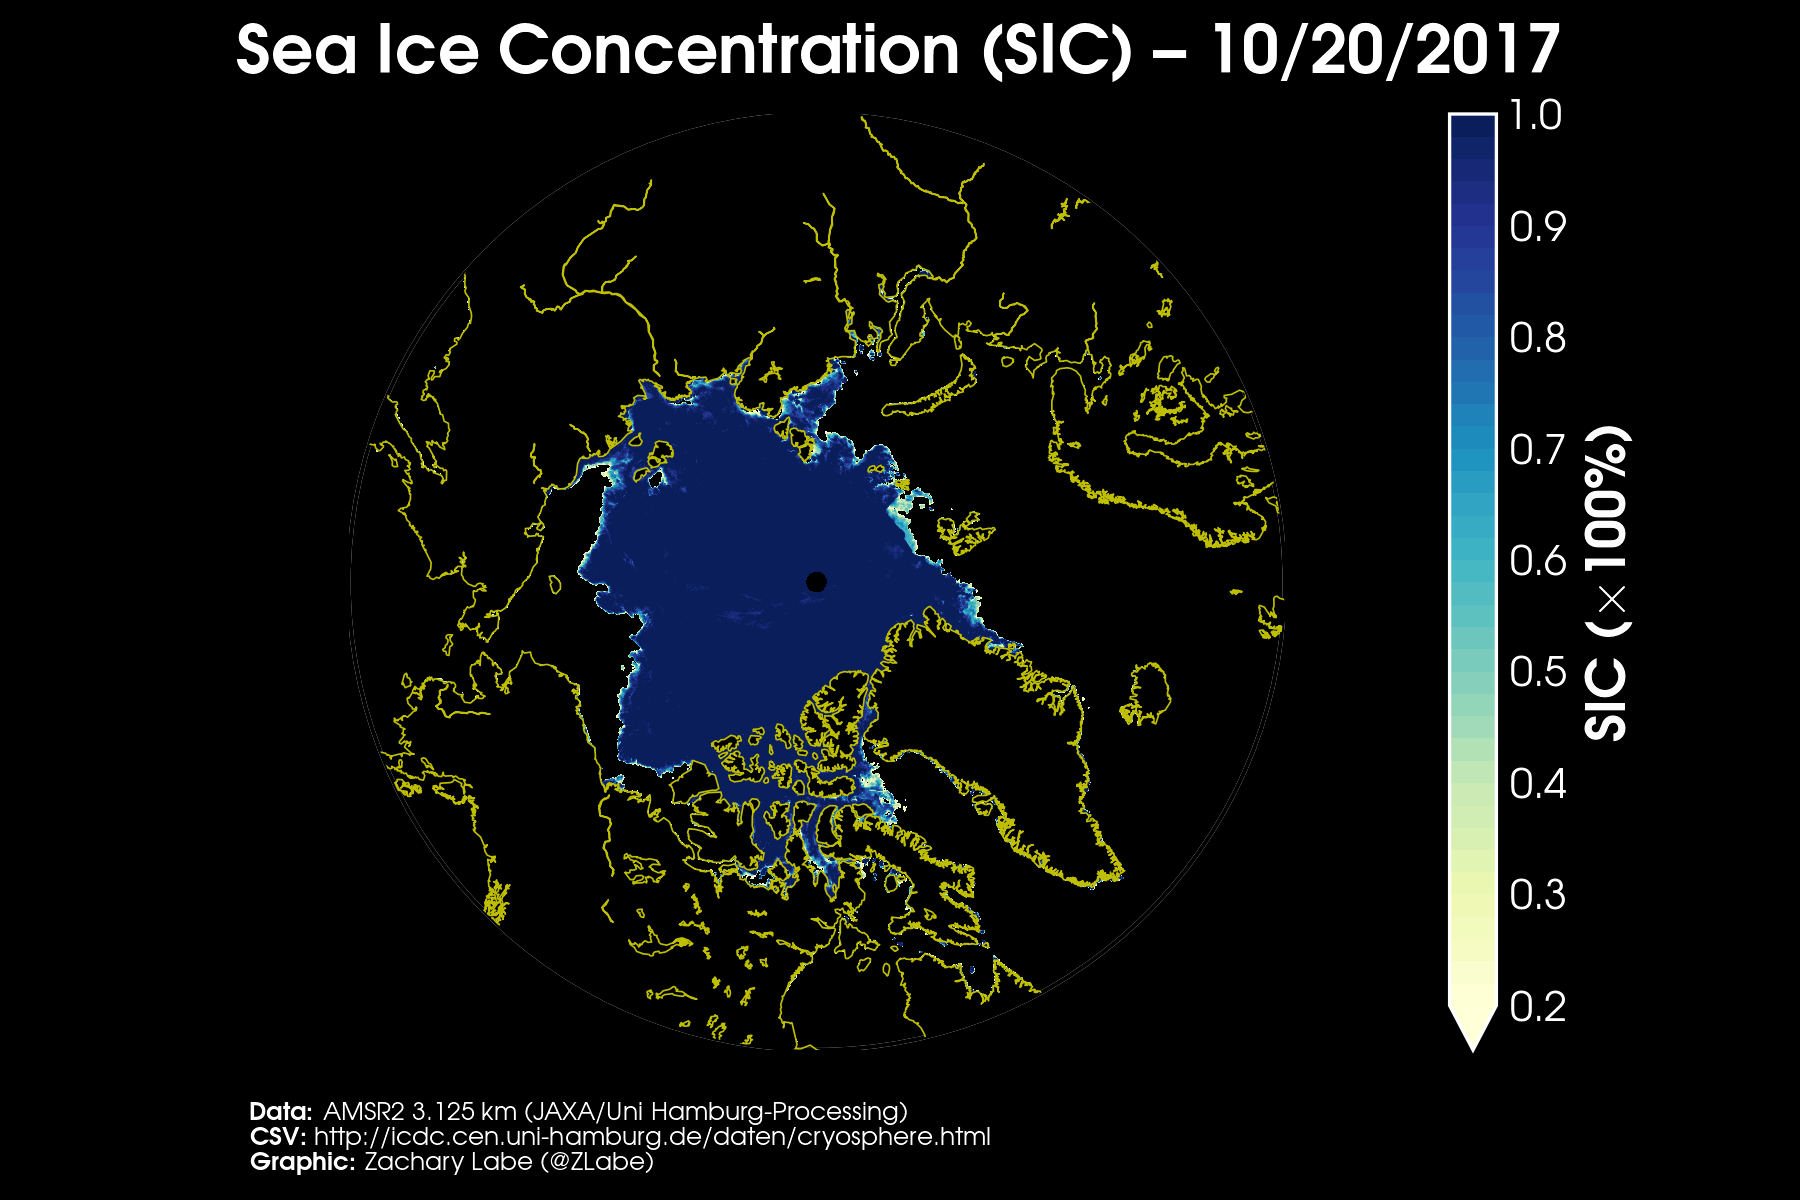 Sea Ice Concentration (SIC) – 10/20/2017
1.0
0.9
0.8
0.7
0.6
0.5
0.4
0.3
0.2
SIC (× 100%)
Data: AMSR2 3.125 km (JAXA/Uni Hamburg-Processing)
CSV: http://icdc.cen.uni-hamburg.de/daten/cryosphere.html
Graphic: Zachary Labe (@ZLabe)